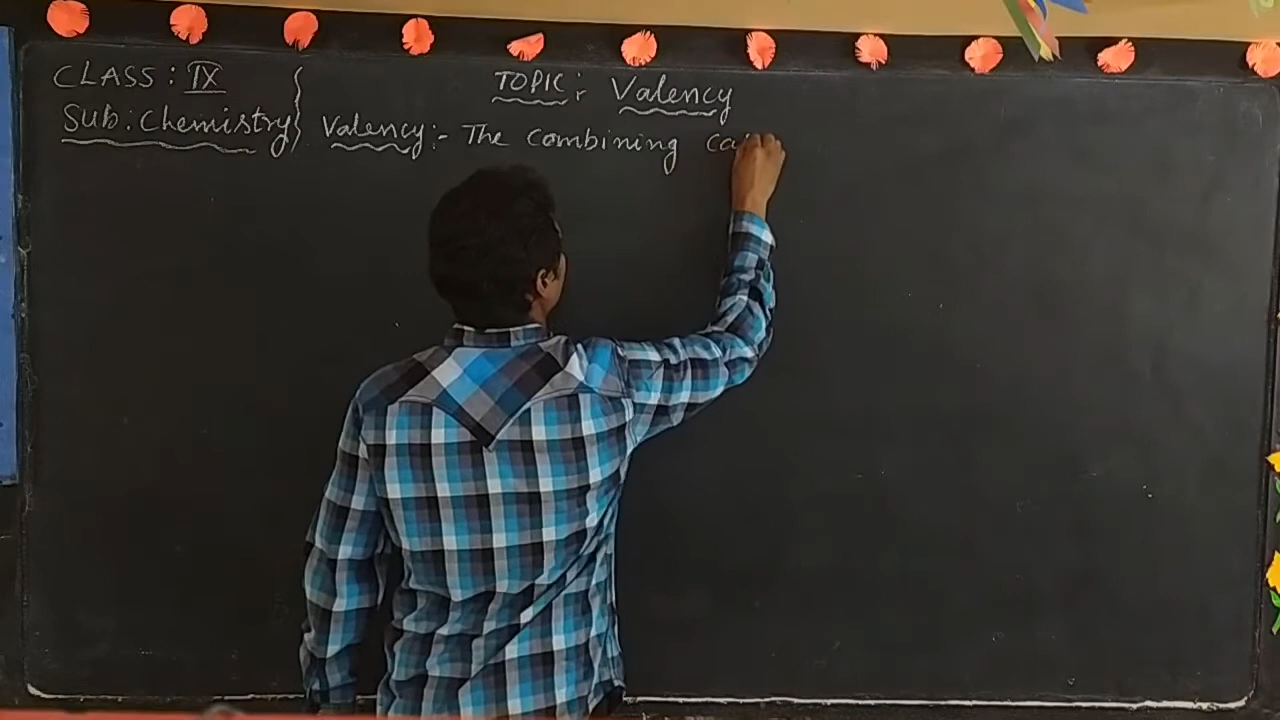 CLASS: IX
Sub: Chemistry
TOPIC: Valency
Valency:- The combining